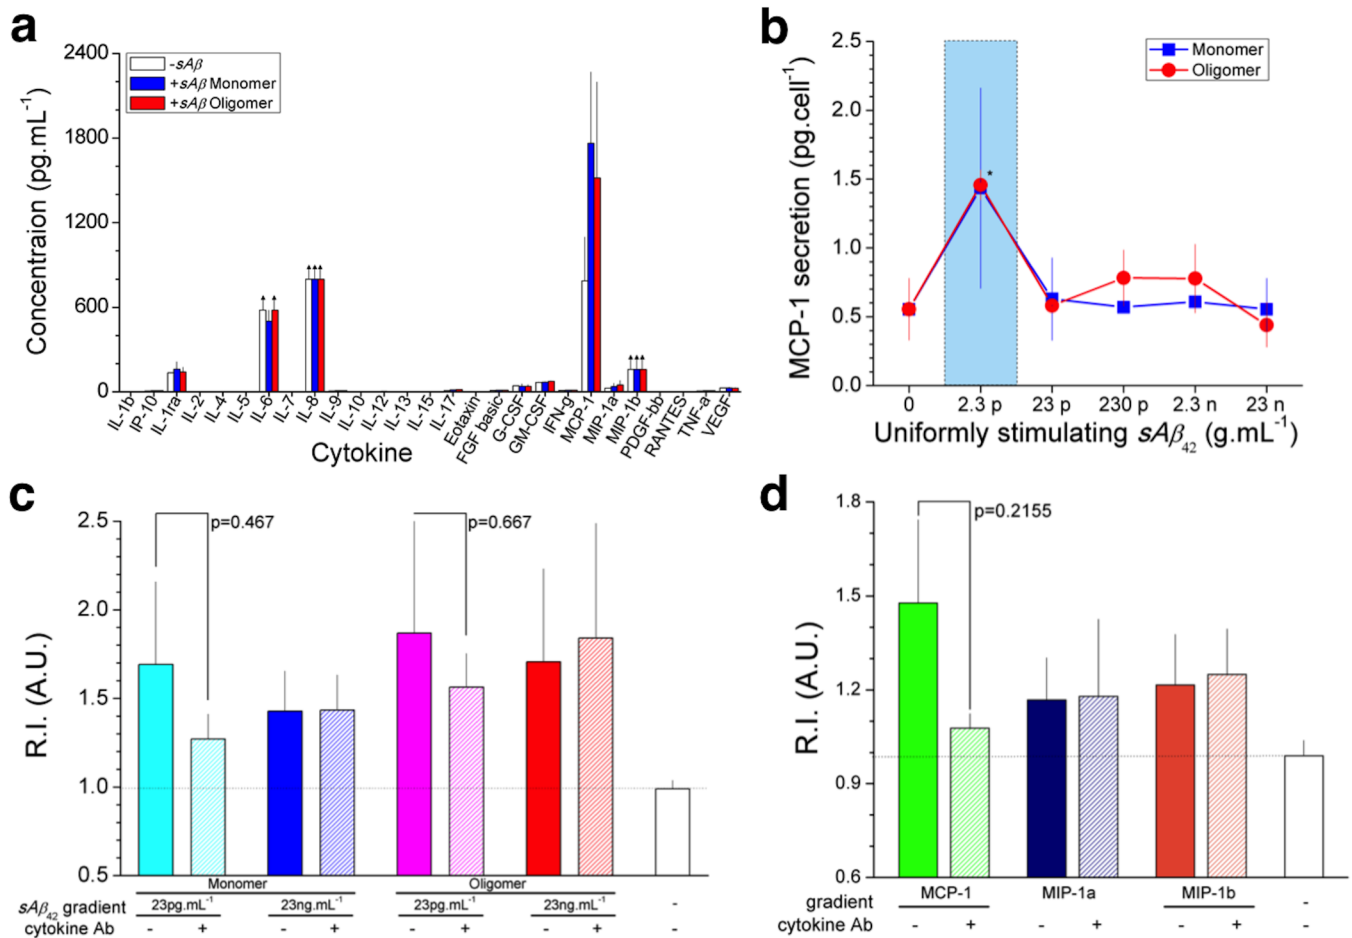 a
2400
1800
1200
600
0
Concentraion (pg.mL⁻¹)
-sAβ
+sAβ Monomer
+sAβ Oligomer
IL-1b
IP-10
IL-1ra
IL-2
IL-4
IL-5
IL-6
IL-7
IL-8
IL-9
IL-10
IL-12
IL-13
IL-15
IL-17
Eotaxin
FGF basic
G-CSF
GM-CSF
IFN-g
MCP-1
MIP-1a
MIP-1b
PDGF-bb
RANTES
TNF-a
VEGF
Cytokine
b
2.5
2.0
1.5
1.0
0.5
0.0
MCP-1 secretion (pg.cell⁻¹)
Monomer
Oligomer
*
0 2.3 p 23 p 230 p 2.3 n 23 n
Uniformly stimulating sAβ₄₂ (g.mL⁻¹)
c
2.5
2.0
1.5
1.0
0.5
R.I. (A.U.)
p=0.467
p=0.667
Monomer Oligomer
sAβ₄₂ gradient 23pg.mL⁻¹ 23ng.mL⁻¹ 23pg.mL⁻¹ 23ng.mL⁻¹ -
cytokine Ab - + - + - + - + -
d
1.8
1.5
1.2
0.9
0.6
R.I. (A.U.)
p=0.2155
gradient MCP-1 MIP-1a MIP-1b -
cytokine Ab - + - + - + -